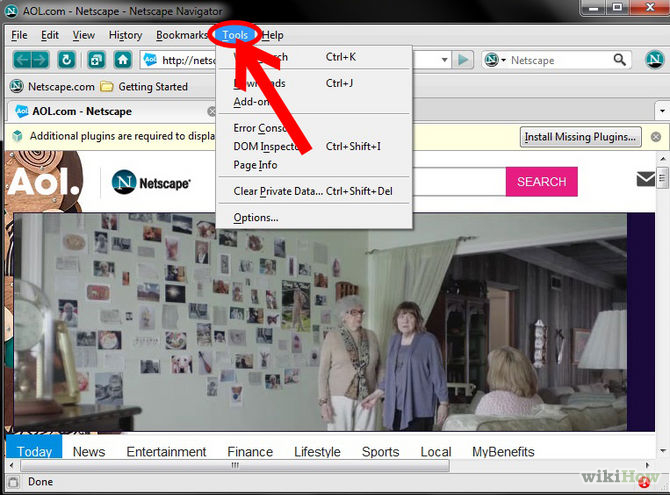 AOL.com - Netscape - Netscape Navigator
File Edit View History Bookmarks Tools Help
Ctrl+K
http://netsc
Netscape
Ctrl+J
Netscape.com Getting Started
Add-on
AOL.com - Netscape
Error Conso
Additional plugins are required to displa
Install Missing Plugins...
DOM Inspecto Ctrl+Shift+I
Page Info
Aol. Netscape®
SEARCH
Clear Private Data... Ctrl+Shift+Del
Options...
Today News Entertainment Finance Lifestyle Sports Local MyBenefits
Done
wikiHow